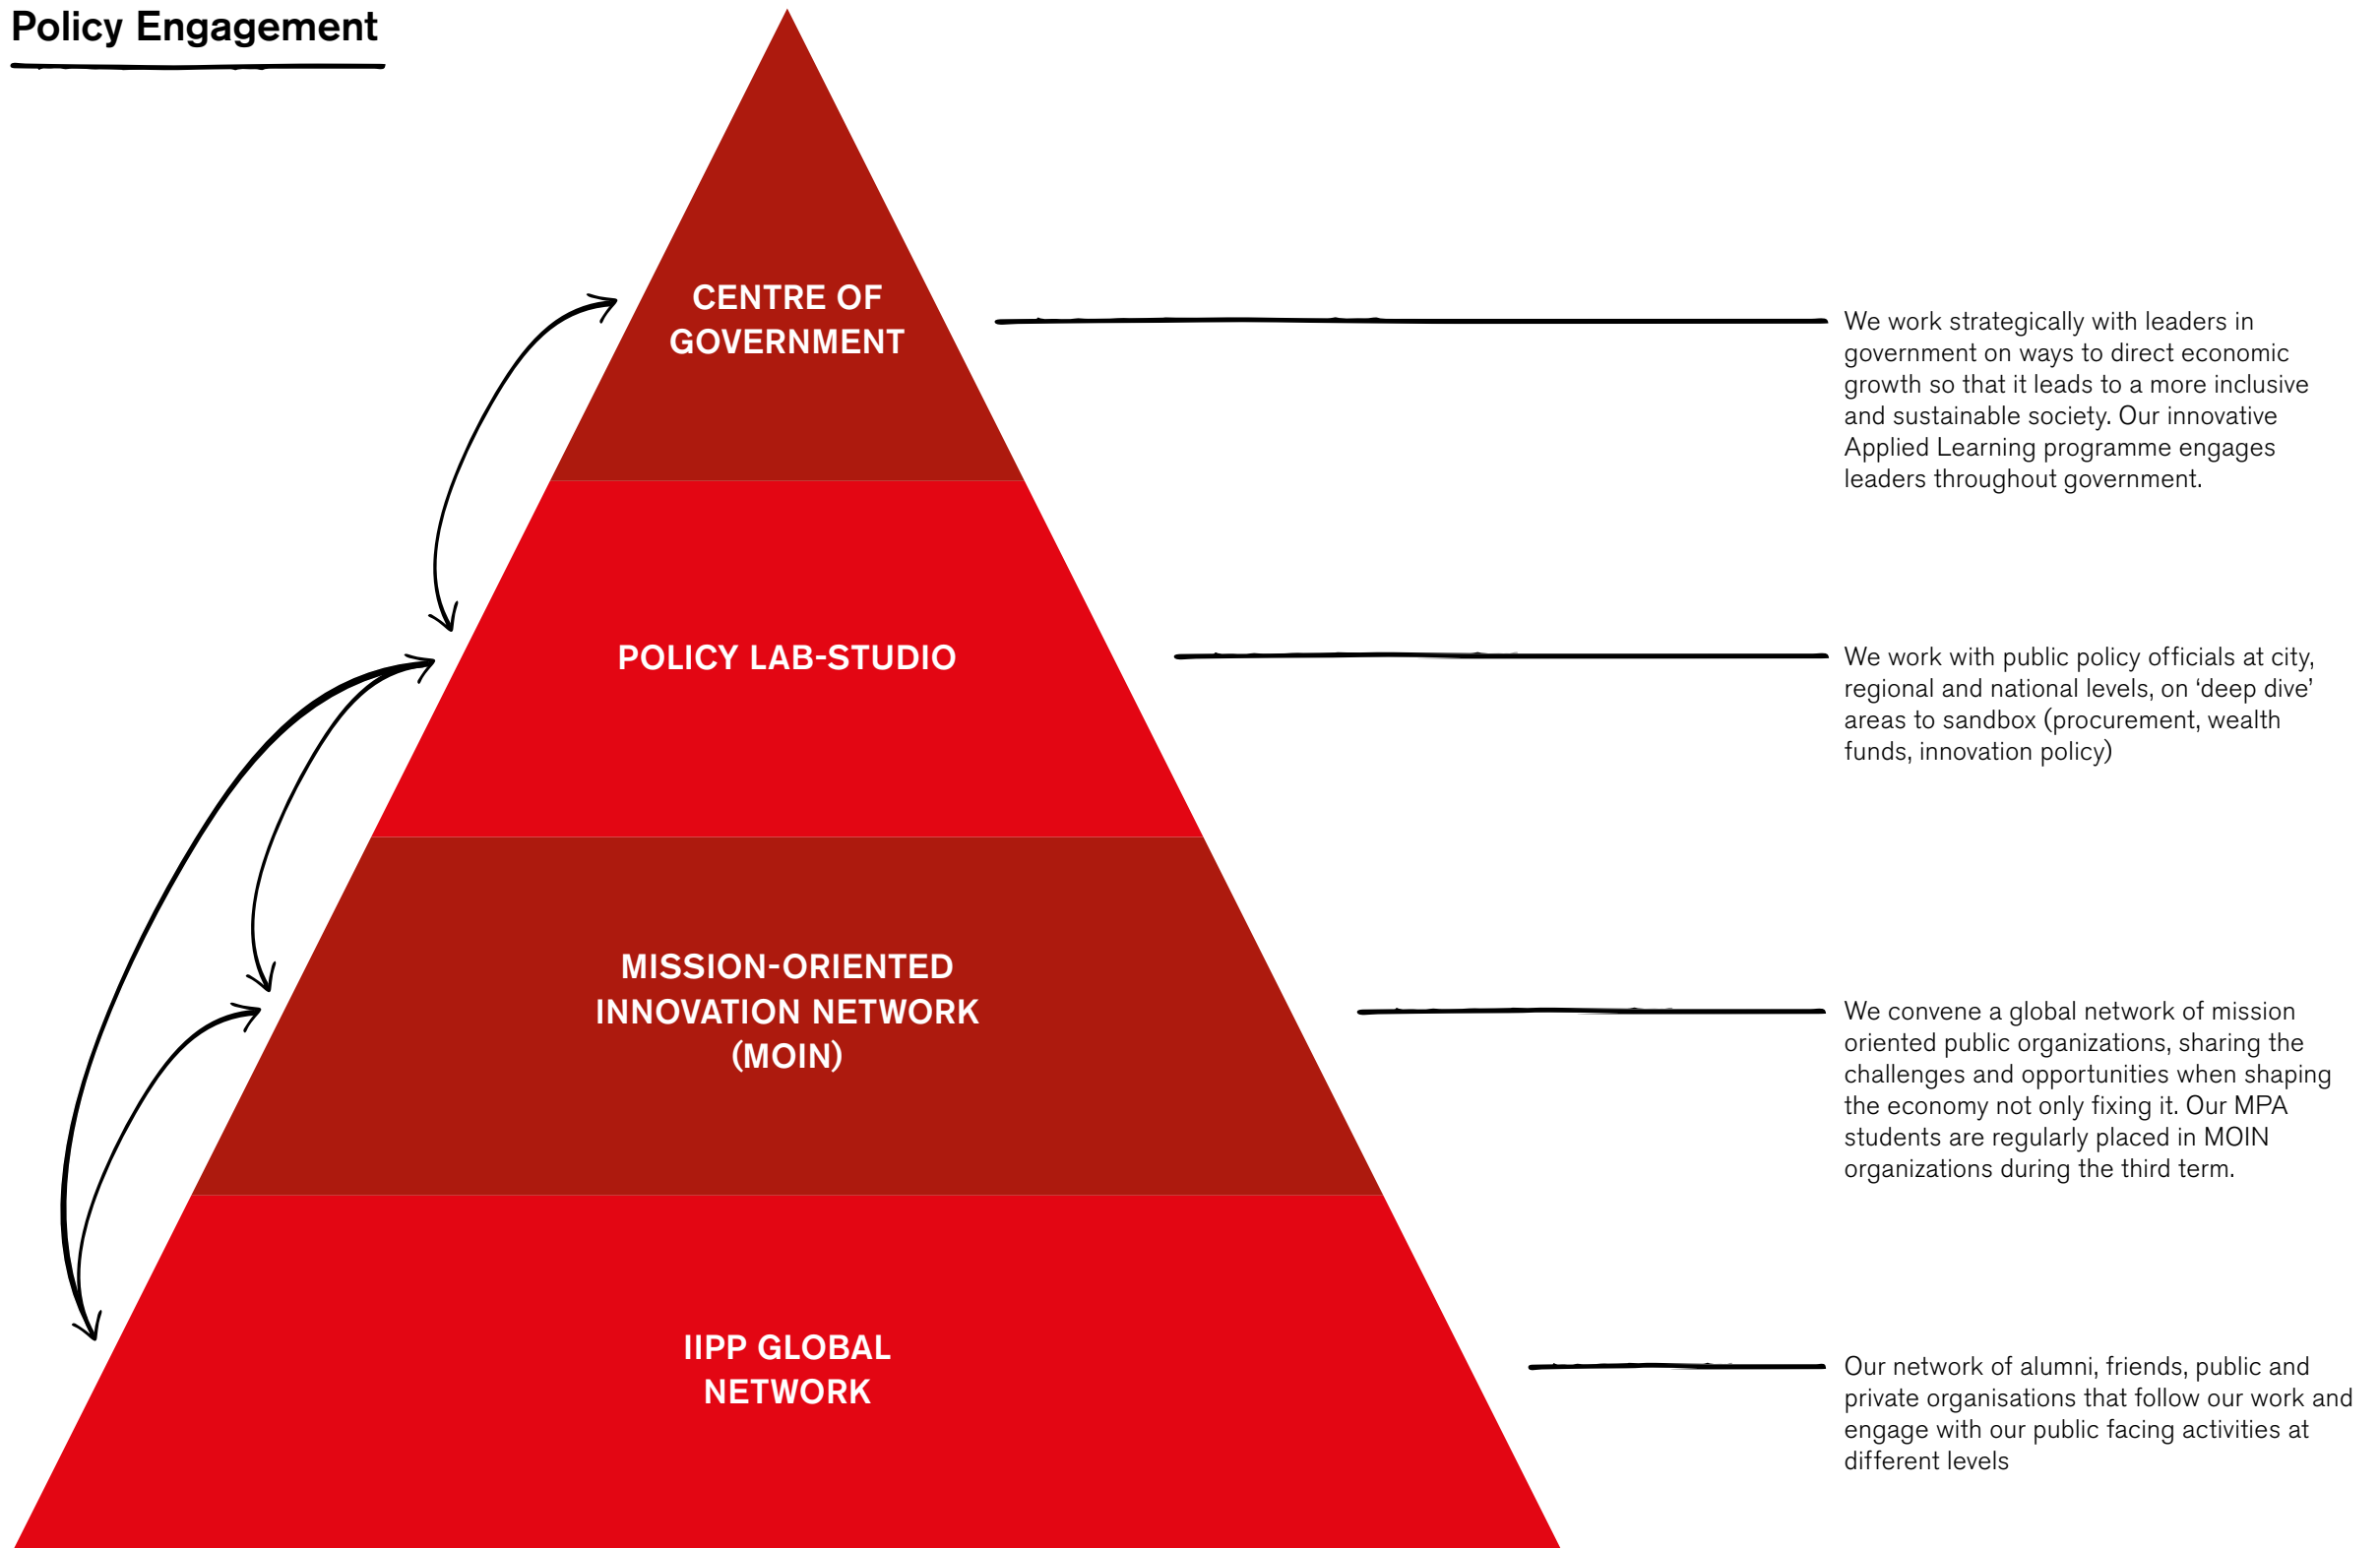 Policy Engagement
CENTRE OF
GOVERNMENT
We work strategically with leaders in
government on ways to direct economic
growth so that it leads to a more inclusive
and sustainable society. Our innovative
Applied Learning programme engages
leaders throughout government.
POLICY LAB-STUDIO
We work with public policy officials at city,
regional and national levels, on ‘deep dive’
areas to sandbox (procurement, wealth
funds, innovation policy)
MISSION-ORIENTED
INNOVATION NETWORK
(MOIN)
We convene a global network of mission
oriented public organizations, sharing the
challenges and opportunities when shaping
the economy not only fixing it. Our MPA
students are regularly placed in MOIN
organizations during the third term.
IIPP GLOBAL
NETWORK
Our network of alumni, friends, public and
private organisations that follow our work and
engage with our public facing activities at
different levels